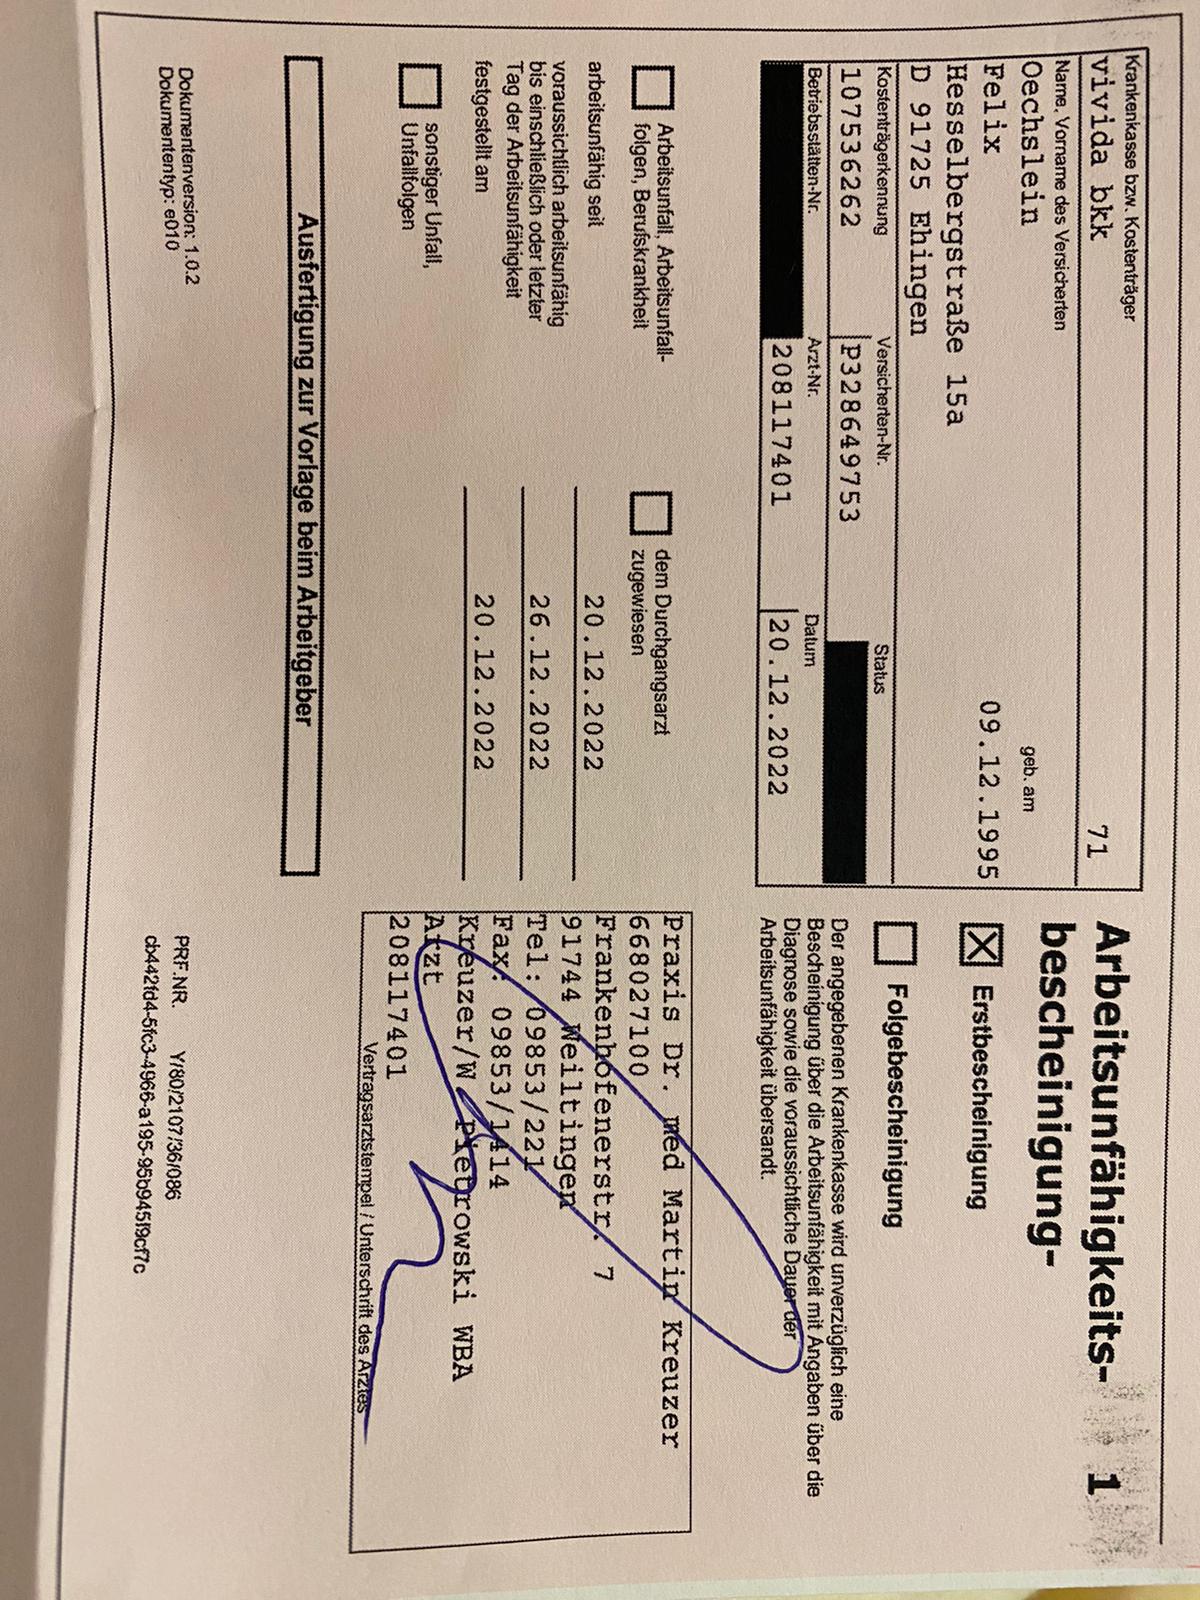 Krankenkasse bzw. Kostenträger
vivida bkk 71
Name, Vorname des Versicherten
Oechslein
geb. am
Felix
09.12.1995
Hesselbergstraße 15a
D 91725 Ehingen
Kostenträgerkennung Versicherten-Nr. Status
107536262 P328649753
Betriebsstätten-Nr. Arzt-Nr. Datum
208117401 20.12.2022
Arbeitsunfähigkeits- 1
bescheinigung-
Erstbescheinigung
Folgebescheinigung
Der angegebenen Krankenkasse wird unverzüglich eine
Bescheinigung über die Arbeitsunfähigkeit mit Angaben über die
Diagnose sowie die voraussichtliche Dauer der
Arbeitsunfähigkeit übersandt.
Arbeitsunfall, Arbeitsunfall-
folgen, Berufskrankheit
dem Durchgangsarzt
zugewiesen
arbeitsunfähig seit 20.12.2022
voraussichtlich arbeitsunfähig
bis einschließlich oder letzter 26.12.2022
Tag der Arbeitsunfähigkeit
festgestellt am 20.12.2022
sonstiger Unfall,
Unfallfolgen
Praxis Dr. med Martin Kreuzer
668027100
Frankenhofenerstr. 7
91744 Weiltingen
Tel: 09853/221
Fax: 09853/1414
Kreuzer/W Pietrowski WBA
Arzt
208117401
Vertragsarztstempel / Unterschrift des Arztes
Ausfertigung zur Vorlage beim Arbeitgeber
Dokumentenversion: 1.0.2
Dokumententyp: e010
PRF.NR. Y/80/2107/36/086
cb442fd4-5fc3-4966-a195-95b945f9cf7c